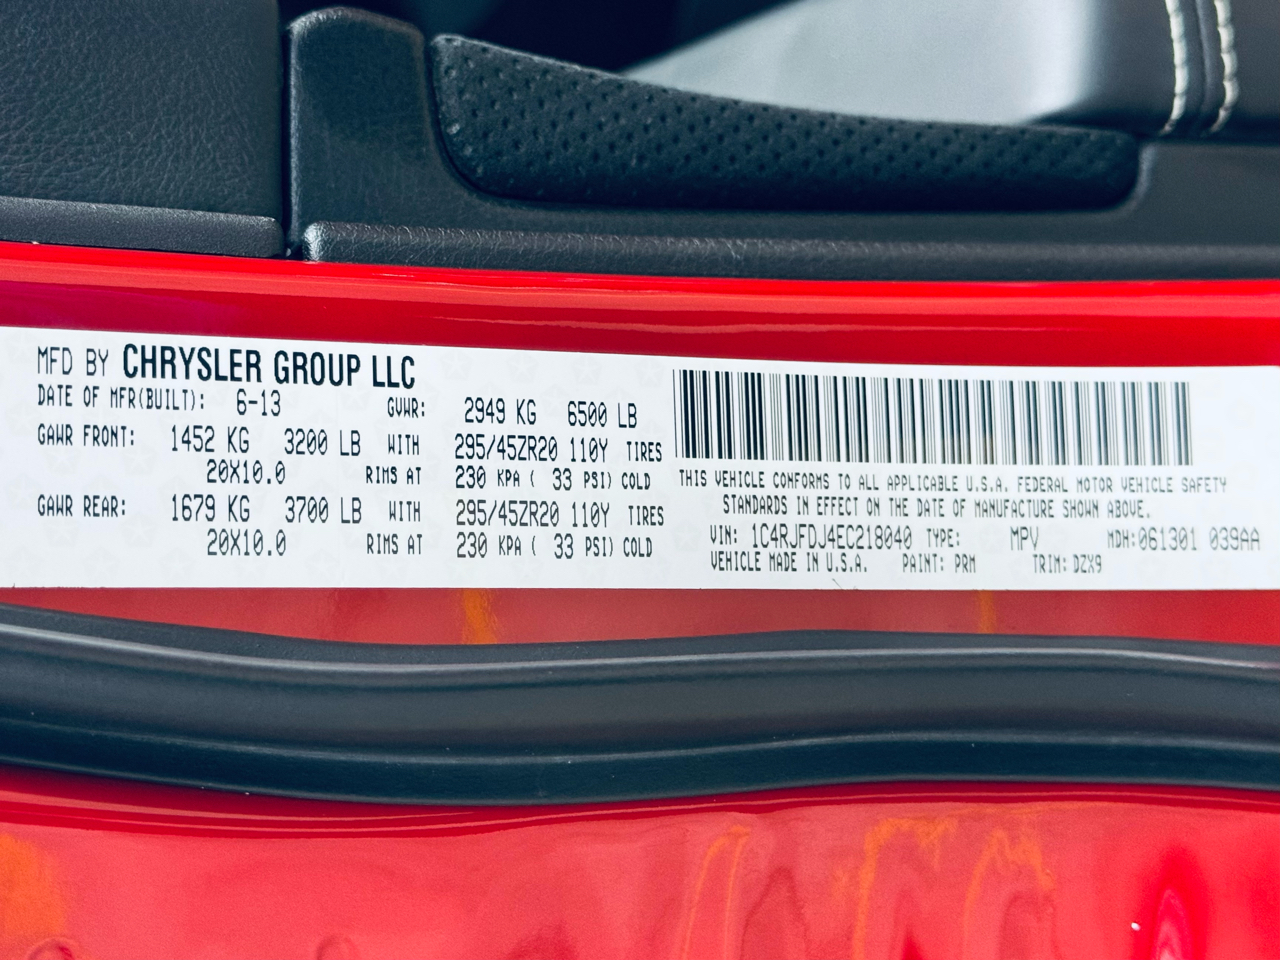 MFD BY CHRYSLER GROUP LLC
DATE OF MFR(BUILT): 6-13 GVWR: 2949 KG 6500 LB
GAWR FRONT: 1452 KG 3200 LB WITH 295/45ZR20 110Y TIRES
20X10.0 RIMS AT 230 KPA ( 33 PSI) COLD
GAWR REAR: 1679 KG 3700 LB WITH 295/45ZR20 110Y TIRES
20X10.0 RIMS AT 230 KPA ( 33 PSI) COLD
THIS VEHICLE CONFORMS TO ALL APPLICABLE U.S.A. FEDERAL MOTOR VEHICLE SAFETY
STANDARDS IN EFFECT ON THE DATE OF MANUFACTURE SHOWN ABOVE.
VIN: 1C4RJFDJ4EC218040 TYPE: MPV MDH:061301 039AA
VEHICLE MADE IN U.S.A. PAINT: PRM TRIM: DZX9